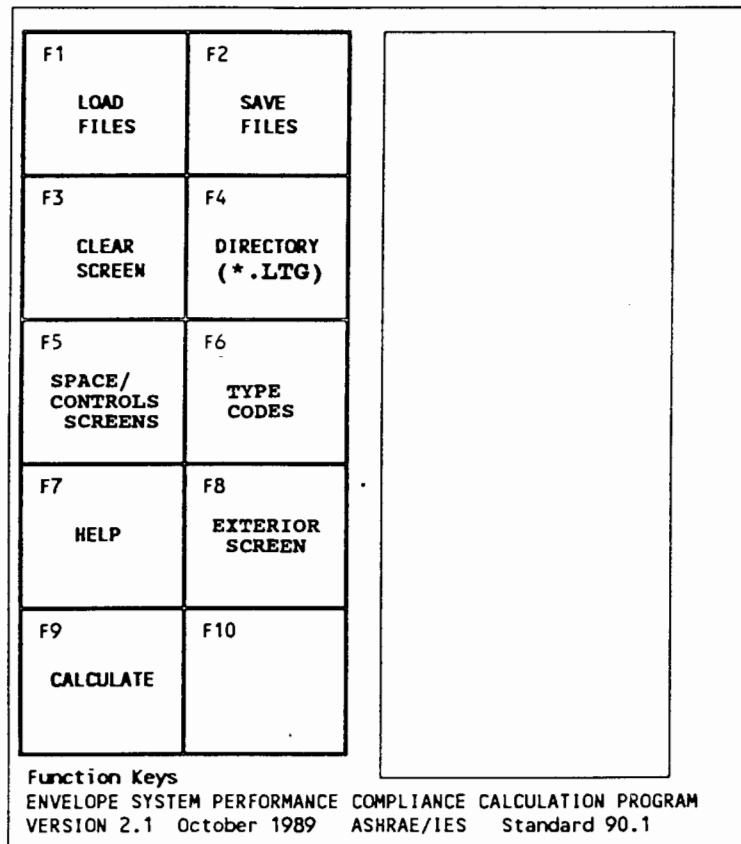 F1
LOAD
FILES
F2
SAVE
FILES
F3
CLEAR
SCREEN
F4
DIRECTORY
(*.LTG)
F5
SPACE/
CONTROLS
SCREENS
F6
TYPE
CODES
F7
HELP
F8
EXTERIOR
SCREEN
F9
CALCULATE
F10
Function Keys
ENVELOPE SYSTEM PERFORMANCE COMPLIANCE CALCULATION PROGRAM
VERSION 2.1 October 1989 ASHRAE/IES Standard 90.1